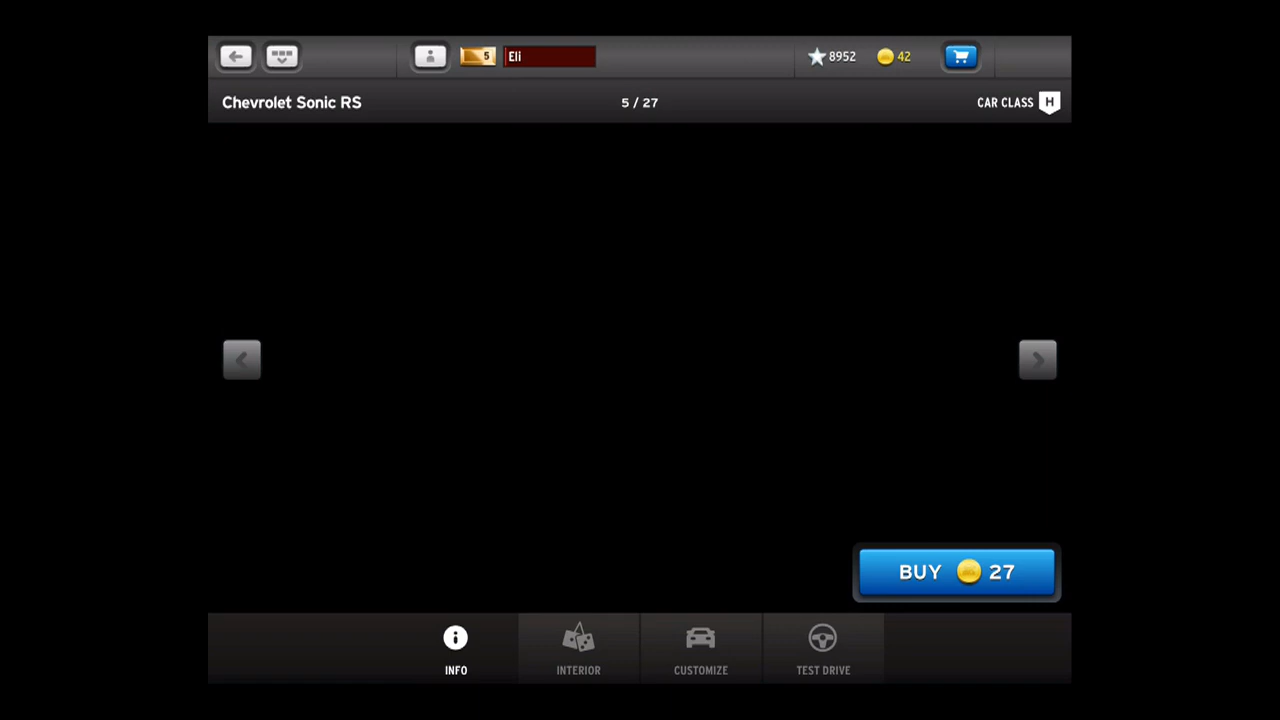 5
Eli
8952
42
Chevrolet Sonic RS
5 / 27
CAR CLASS H
BUY 27
INFO
INTERIOR
CUSTOMIZE
TEST DRIVE